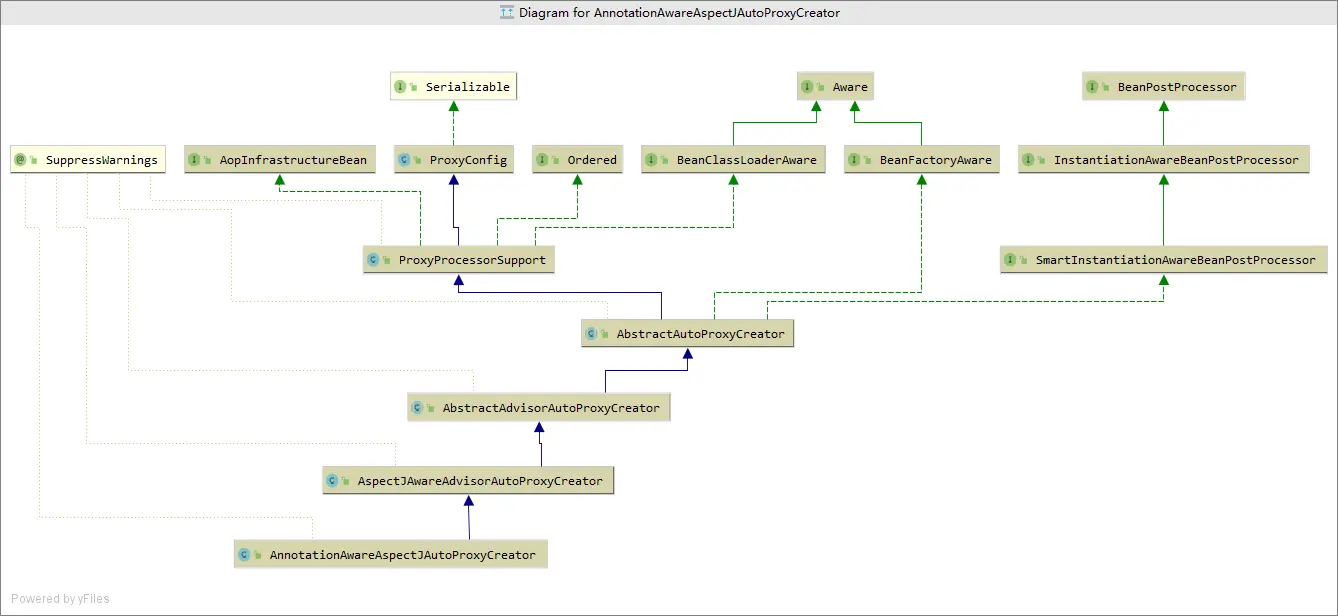 Diagram for AnnotationAwareAspectJAutoProxyCreator
Serializable
Aware
BeanPostProcessor
SuppressWarnings
AopInfrastructureBean
ProxyConfig
Ordered
BeanClassLoaderAware
BeanFactoryAware
InstantiationAwareBeanPostProcessor
ProxyProcessorSupport
SmartInstantiationAwareBeanPostProcessor
AbstractAutoProxyCreator
AbstractAdvisorAutoProxyCreator
AspectJAwareAdvisorAutoProxyCreator
AnnotationAwareAspectJAutoProxyCreator
Powered by yFiles